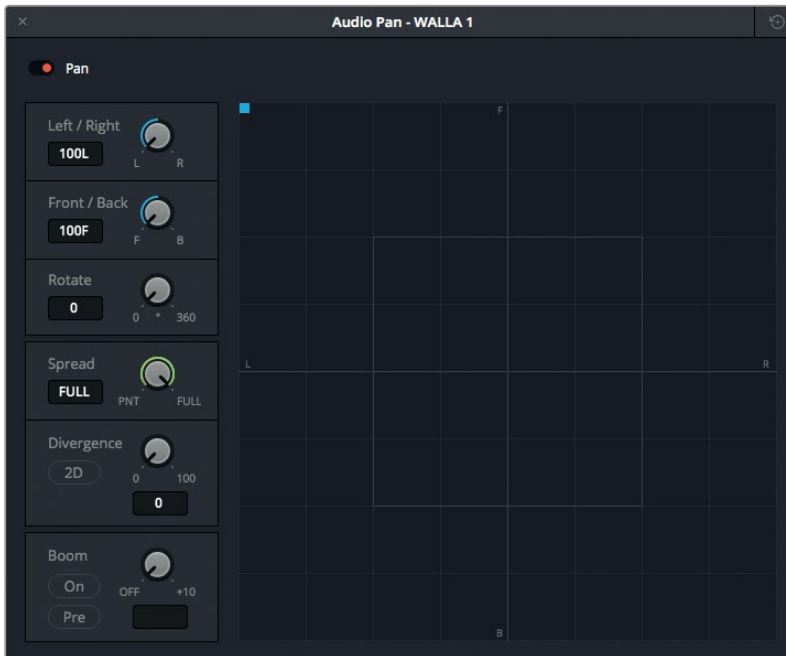 Audio Pan - WALLA 1
Pan
Left / Right
100L
L R
Front / Back
100F
F B
Rotate
0
0 ° 360
Spread
FULL
PNT FULL
Divergence
2D
0 100
0
Boom
On
OFF +10
Pre
F
L
R
B